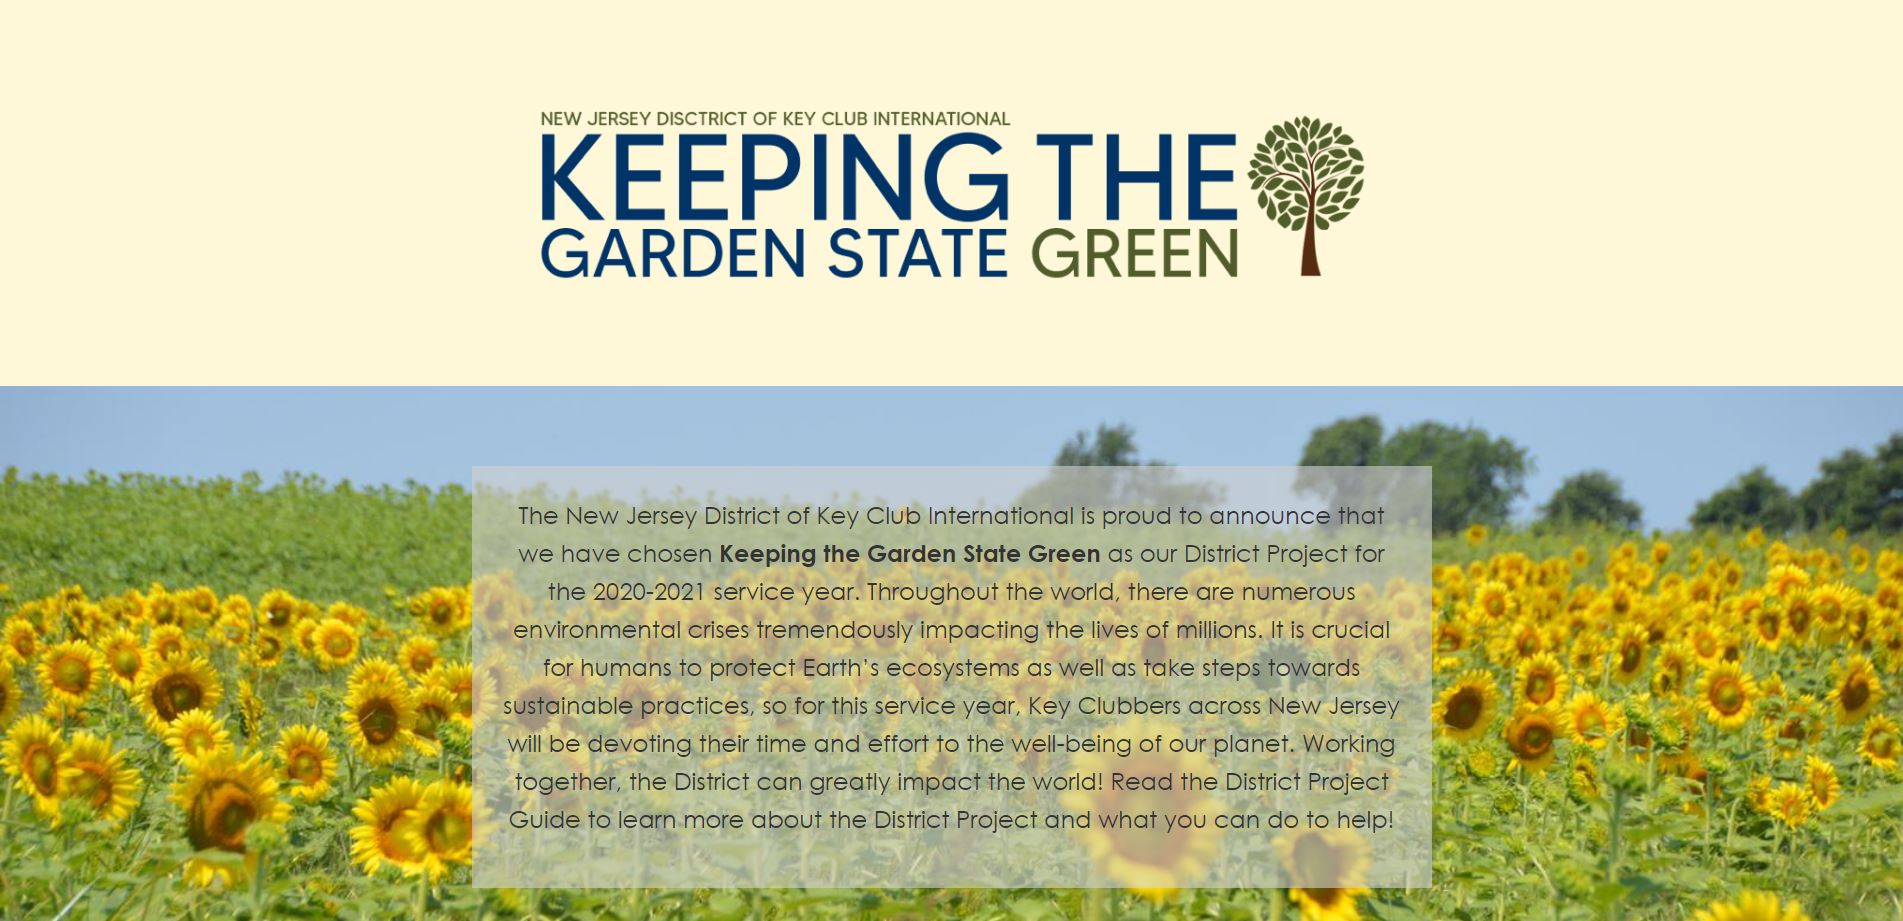 NEW JERSEY DISCTRICT OF KEY CLUB INTERNATIONAL
KEEPING THE
GARDEN STATE GREEN
The New Jersey District of Key Club International is proud to announce that
we have chosen Keeping the Garden State Green as our District Project for
the 2020-2021 service year. Throughout the world, there are numerous
environmental crises tremendously impacting the lives of millions. It is crucial
for humans to protect Earth’s ecosystems as well as take steps towards
sustainable practices, so for this service year, Key Clubbers across New Jersey
will be devoting their time and effort to the well-being of our planet. Working
together, the District can greatly impact the world! Read the District Project
Guide to learn more about the District Project and what you can do to help!